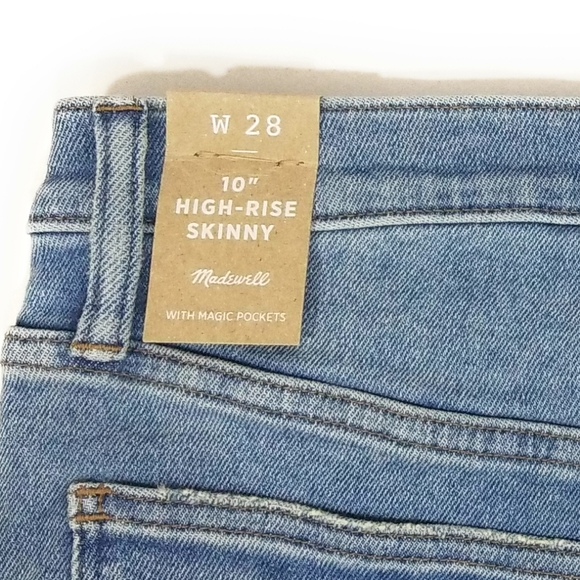 W 28
10"
HIGH-RISE
SKINNY
Madewell
WITH MAGIC POCKETS